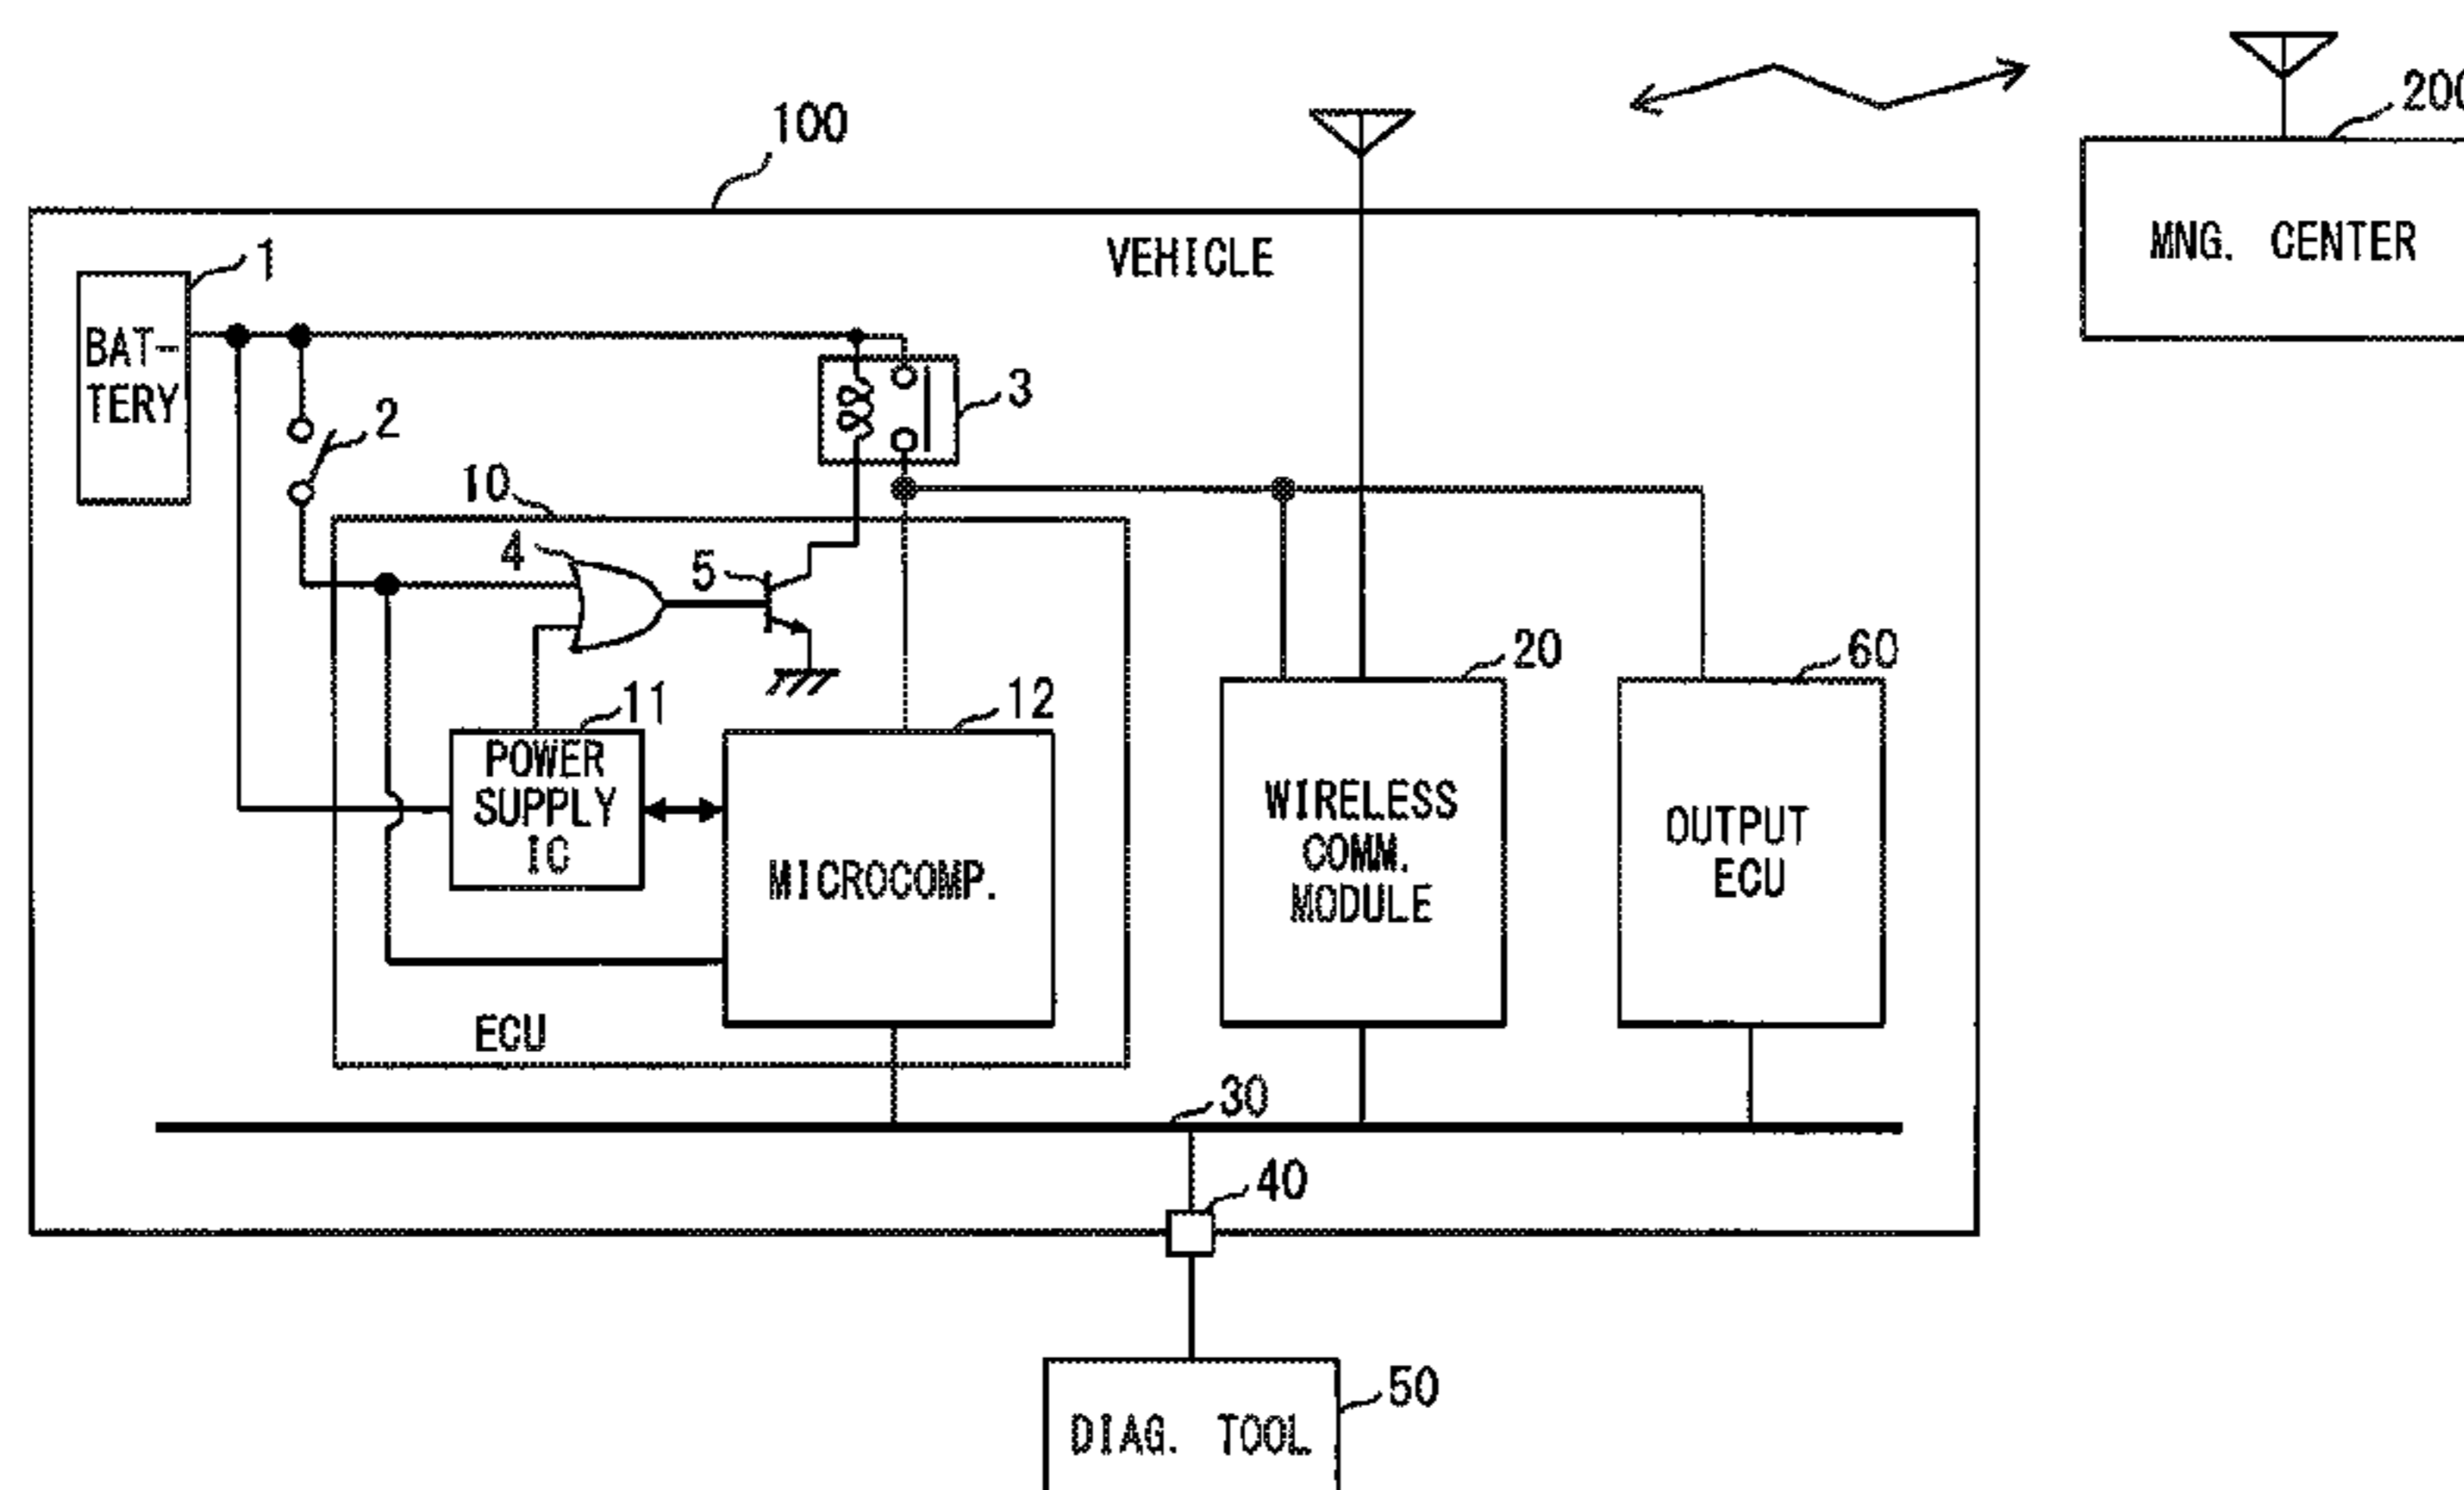 200
100
MNG. CENTER
VEHICLE
1
BAT-
TERY
3
2
10
4
5
20
60
11
12
POWER
SUPPLY
IC
MICROCOMP.
WIRELESS
COMM.
MODULE
OUTPUT
ECU
ECU
30
40
50
DIAG. TOOL